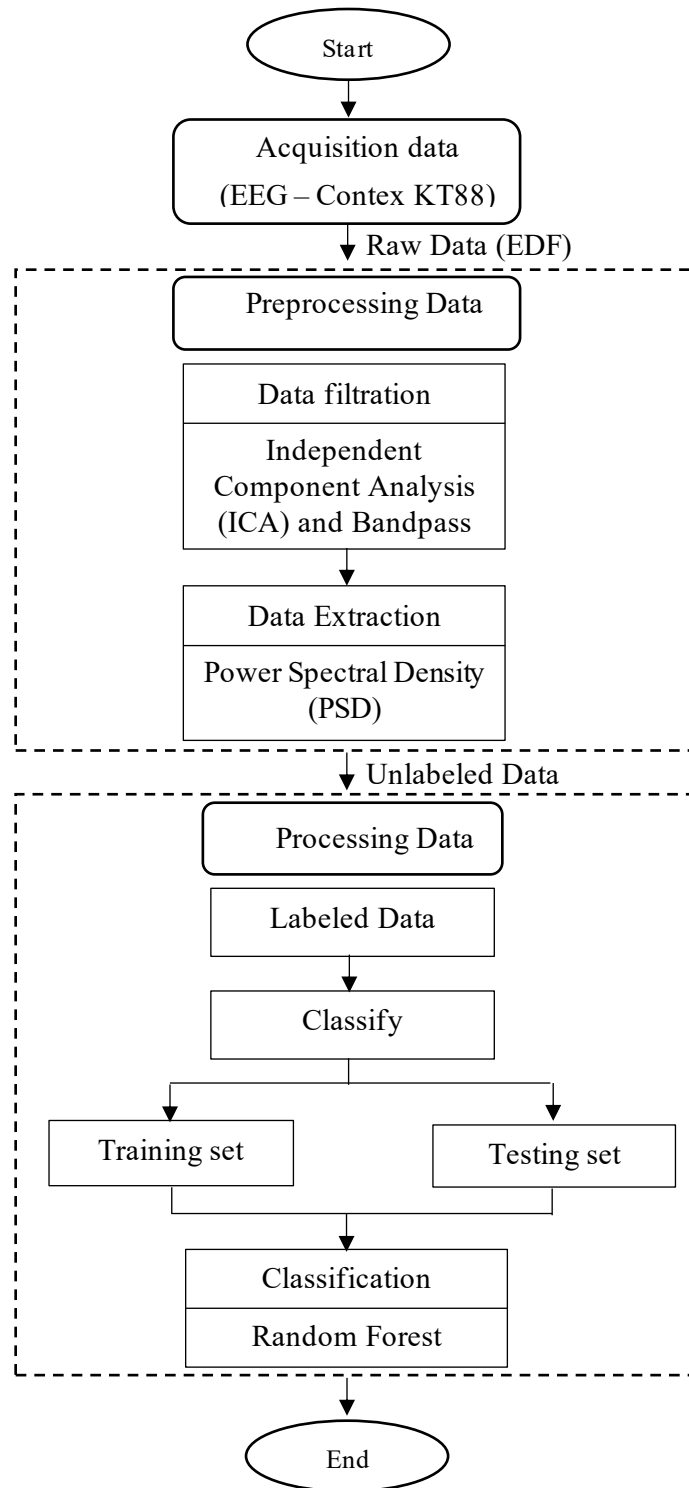 Start
Acquisition data
(EEG – Contex KT88)
Raw Data (EDF)
Preprocessing Data
Data filtration
Independent
Component Analysis
(ICA) and Bandpass
Data Extraction
Power Spectral Density
(PSD)
Unlabeled Data
Processing Data
Labeled Data
Classify
Training set
Testing set
Classification
Random Forest
End